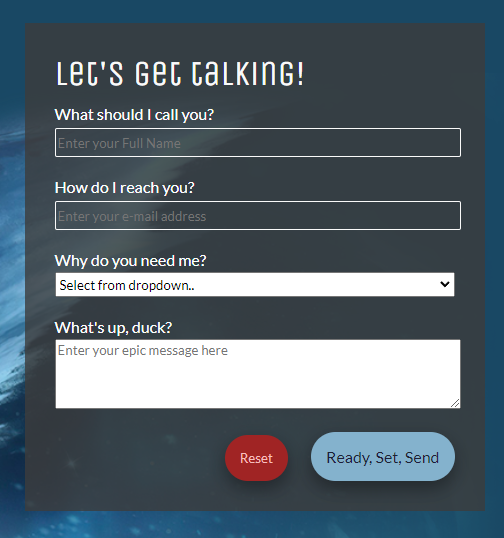 Let's get talking!
What should I call you?
Enter your Full Name
How do I reach you?
Enter your e-mail address
Why do you need me?
Select from dropdown..
What's up, duck?
Enter your epic message here
Reset
Ready, Set, Send